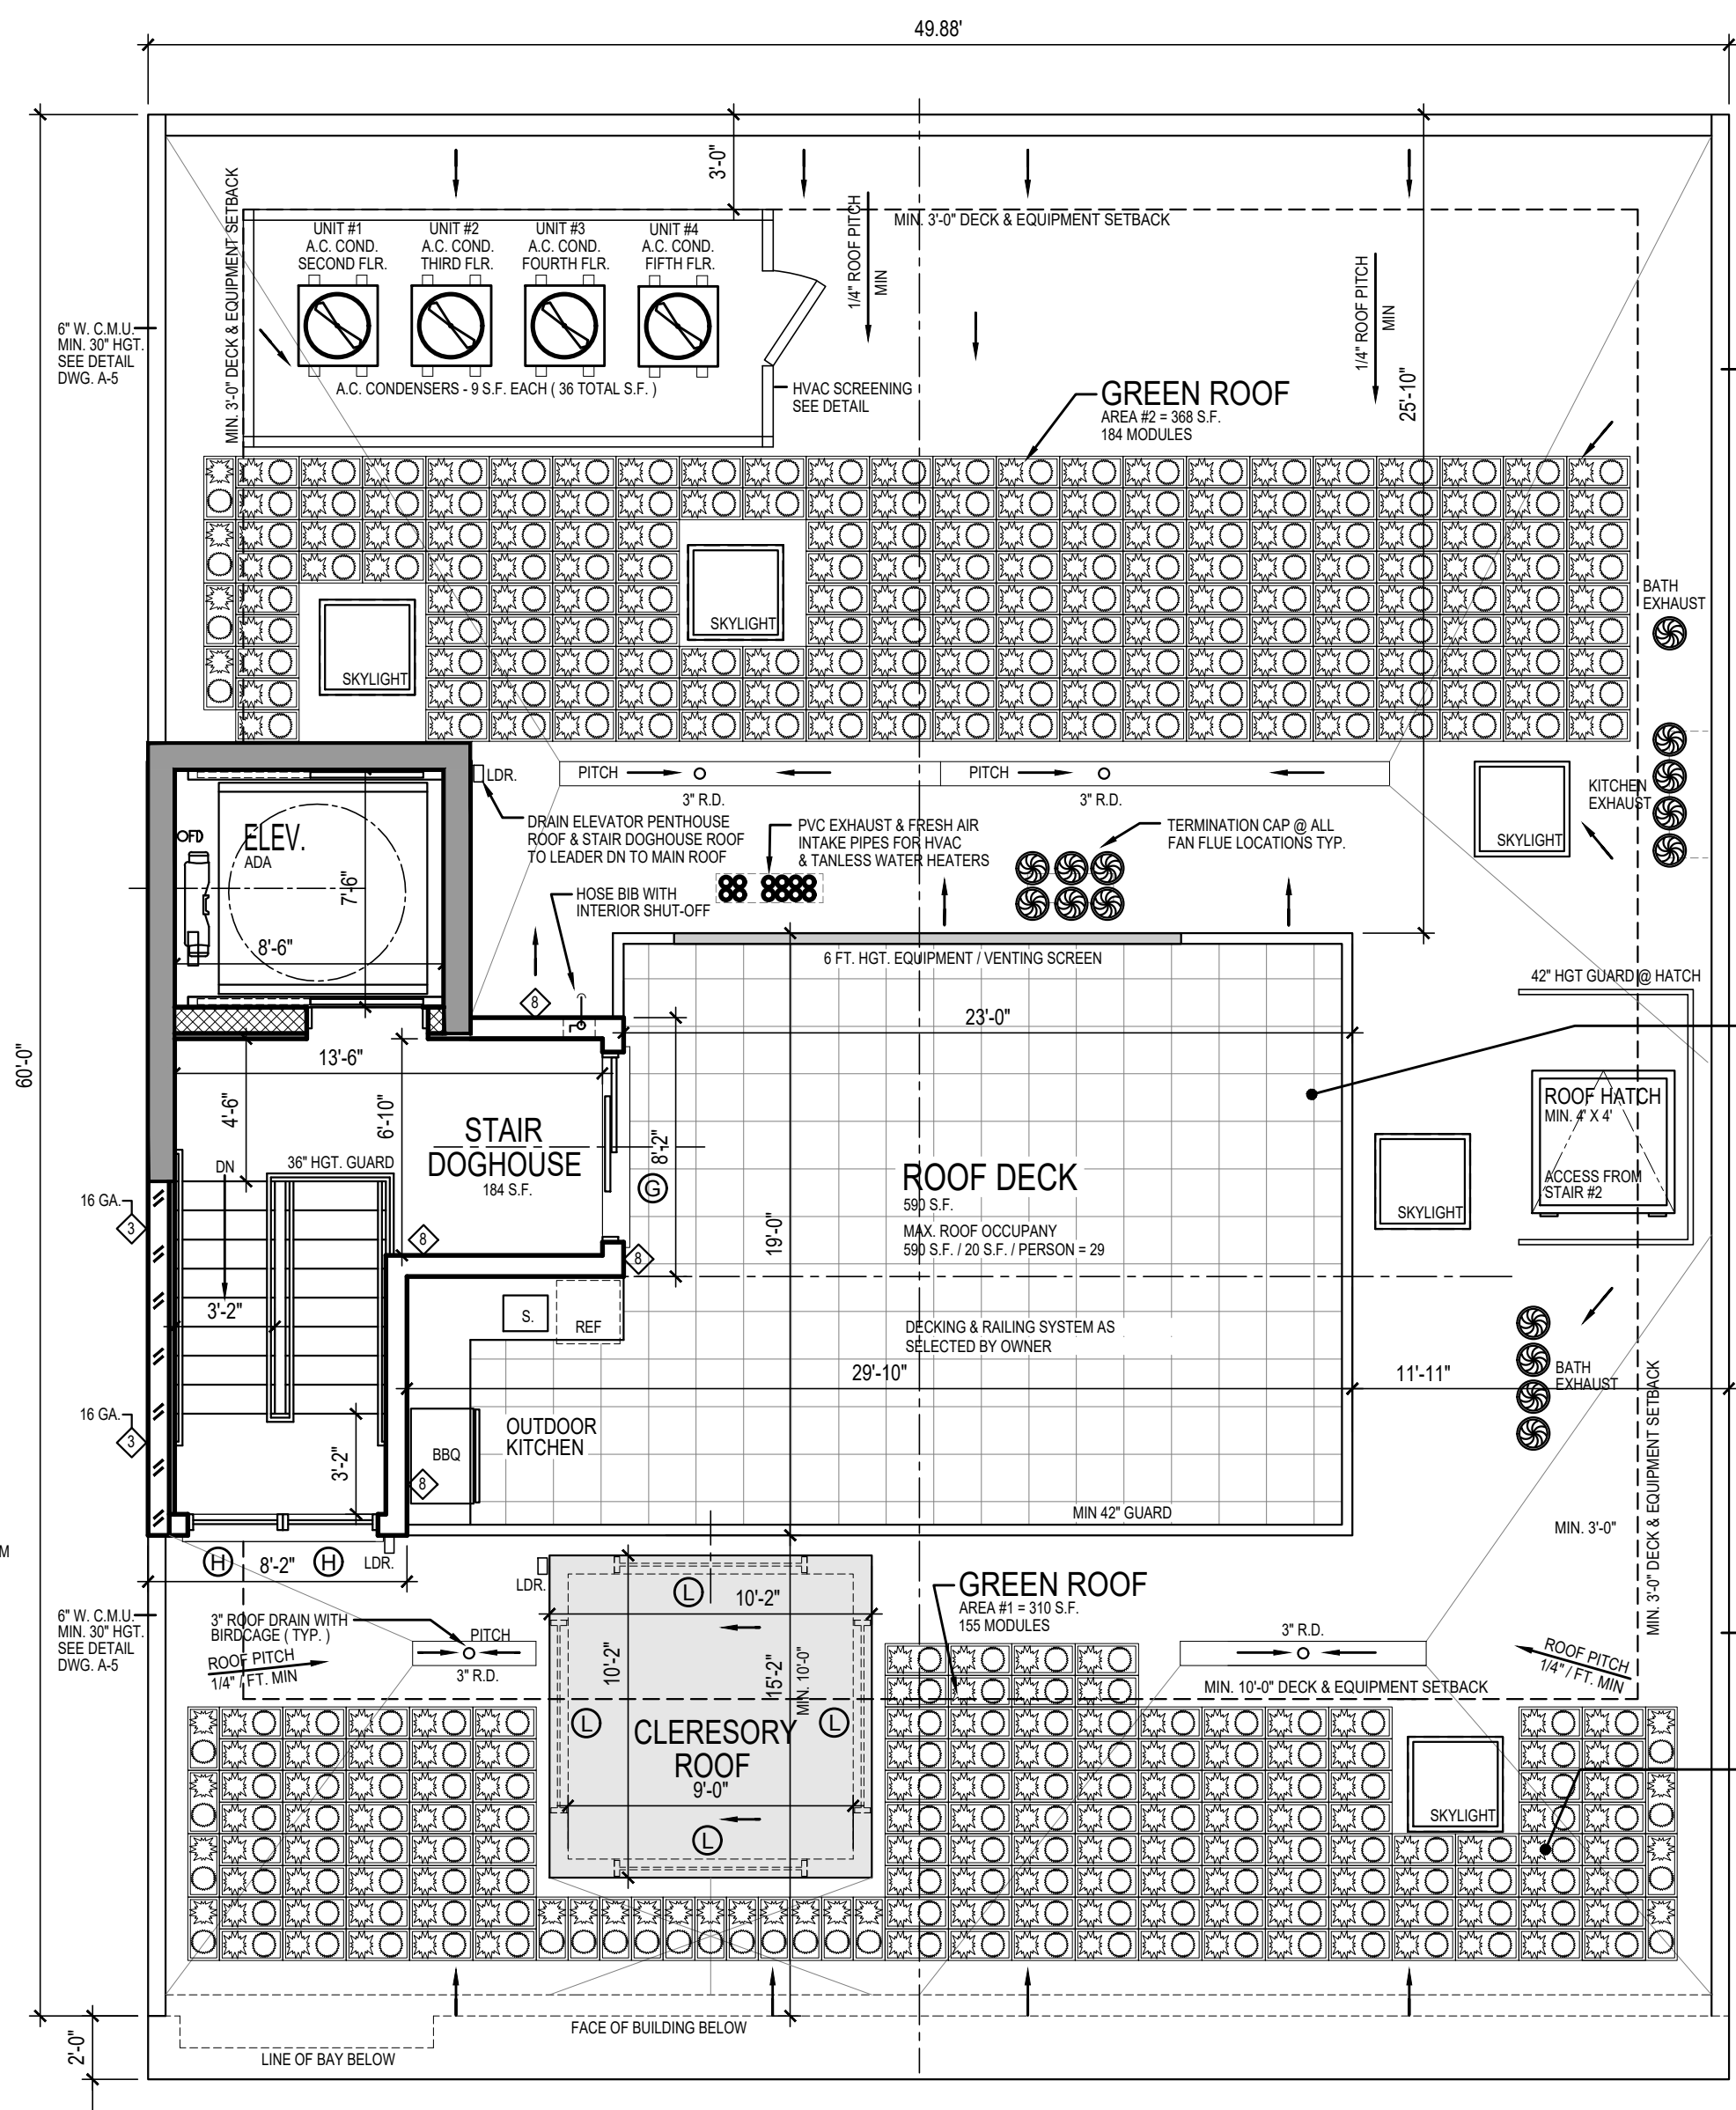 49.88'
3'-0"
MIN. 3'-0" DECK & EQUIPMENT SETBACK
MIN. 3'-0" DECK & EQUIPMENT SETBACK
UNIT #1
A.C. COND.
SECOND FLR.
UNIT #2
A.C. COND.
THIRD FLR.
UNIT #3
A.C. COND.
FOURTH FLR.
UNIT #4
A.C. COND.
FIFTH FLR.
1/4" ROOF PITCH
MIN
1/4" ROOF PITCH
MIN
25'-10"
6" W. C.M.U.
MIN. 30" HGT.
SEE DETAIL
DWG. A-5
A.C. CONDENSERS - 9 S.F. EACH ( 36 TOTAL S.F. )
HVAC SCREENING
SEE DETAIL
GREEN ROOF
AREA #2 = 368 S.F.
184 MODULES
SKYLIGHT
SKYLIGHT
BATH
EXHAUST
LDR.
PITCH
PITCH
3" R.D.
3" R.D.
KITCHEN
EXHAUST
SKYLIGHT
DRAIN ELEVATOR PENTHOUSE
ROOF & STAIR DOGHOUSE ROOF
TO LEADER DN TO MAIN ROOF
PVC EXHAUST & FRESH AIR
INTAKE PIPES FOR HVAC
& TANLESS WATER HEATERS
TERMINATION CAP @ ALL
FAN FLUE LOCATIONS TYP.
FD
ELEV.
ADA
7'-6"
8'-6"
HOSE BIB WITH
INTERIOR SHUT-OFF
8
6 FT. HGT. EQUIPMENT / VENTING SCREEN
42" HGT GUARD @ HATCH
23'-0"
60'-0"
13'-6"
4'-6"
6'-10"
STAIR
DOGHOUSE
184 S.F.
8'-2"
G
DN
36" HGT. GUARD
ROOF DECK
590 S.F.
MAX. ROOF OCCUPANY
590 S.F. / 20 S.F. / PERSON = 29
19'-0"
ROOF HATCH
MIN. 4' X 4'
ACCESS FROM
STAIR #2
SKYLIGHT
16 GA.
3
8
8
3'-2"
S.
REF
DECKING & RAILING SYSTEM AS
SELECTED BY OWNER
29'-10"
11'-11"
BATH
EXHAUST
16 GA.
3
OUTDOOR
KITCHEN
BBQ
8
3'-2"
MIN 42" GUARD
MIN. 3'-0"
MIN. 3'-0" DECK & EQUIPMENT SETBACK
M
H
8'-2"
H
LDR.
LDR.
L
10'-2"
GREEN ROOF
AREA #1 = 310 S.F.
155 MODULES
6" W. C.M.U.
MIN. 30" HGT.
SEE DETAIL
DWG. A-5
3" ROOF DRAIN WITH
BIRDCAGE ( TYP. )
PITCH
3" R.D.
ROOF PITCH
1/4" / FT. MIN
10'-2"
15'-2"
MIN. 10'-0"
3" R.D.
ROOF PITCH
1/4" / FT. MIN
MIN. 10'-0" DECK & EQUIPMENT SETBACK
L
L
CLERESORY
ROOF
9'-0"
L
SKYLIGHT
FACE OF BUILDING BELOW
LINE OF BAY BELOW
2'-0"